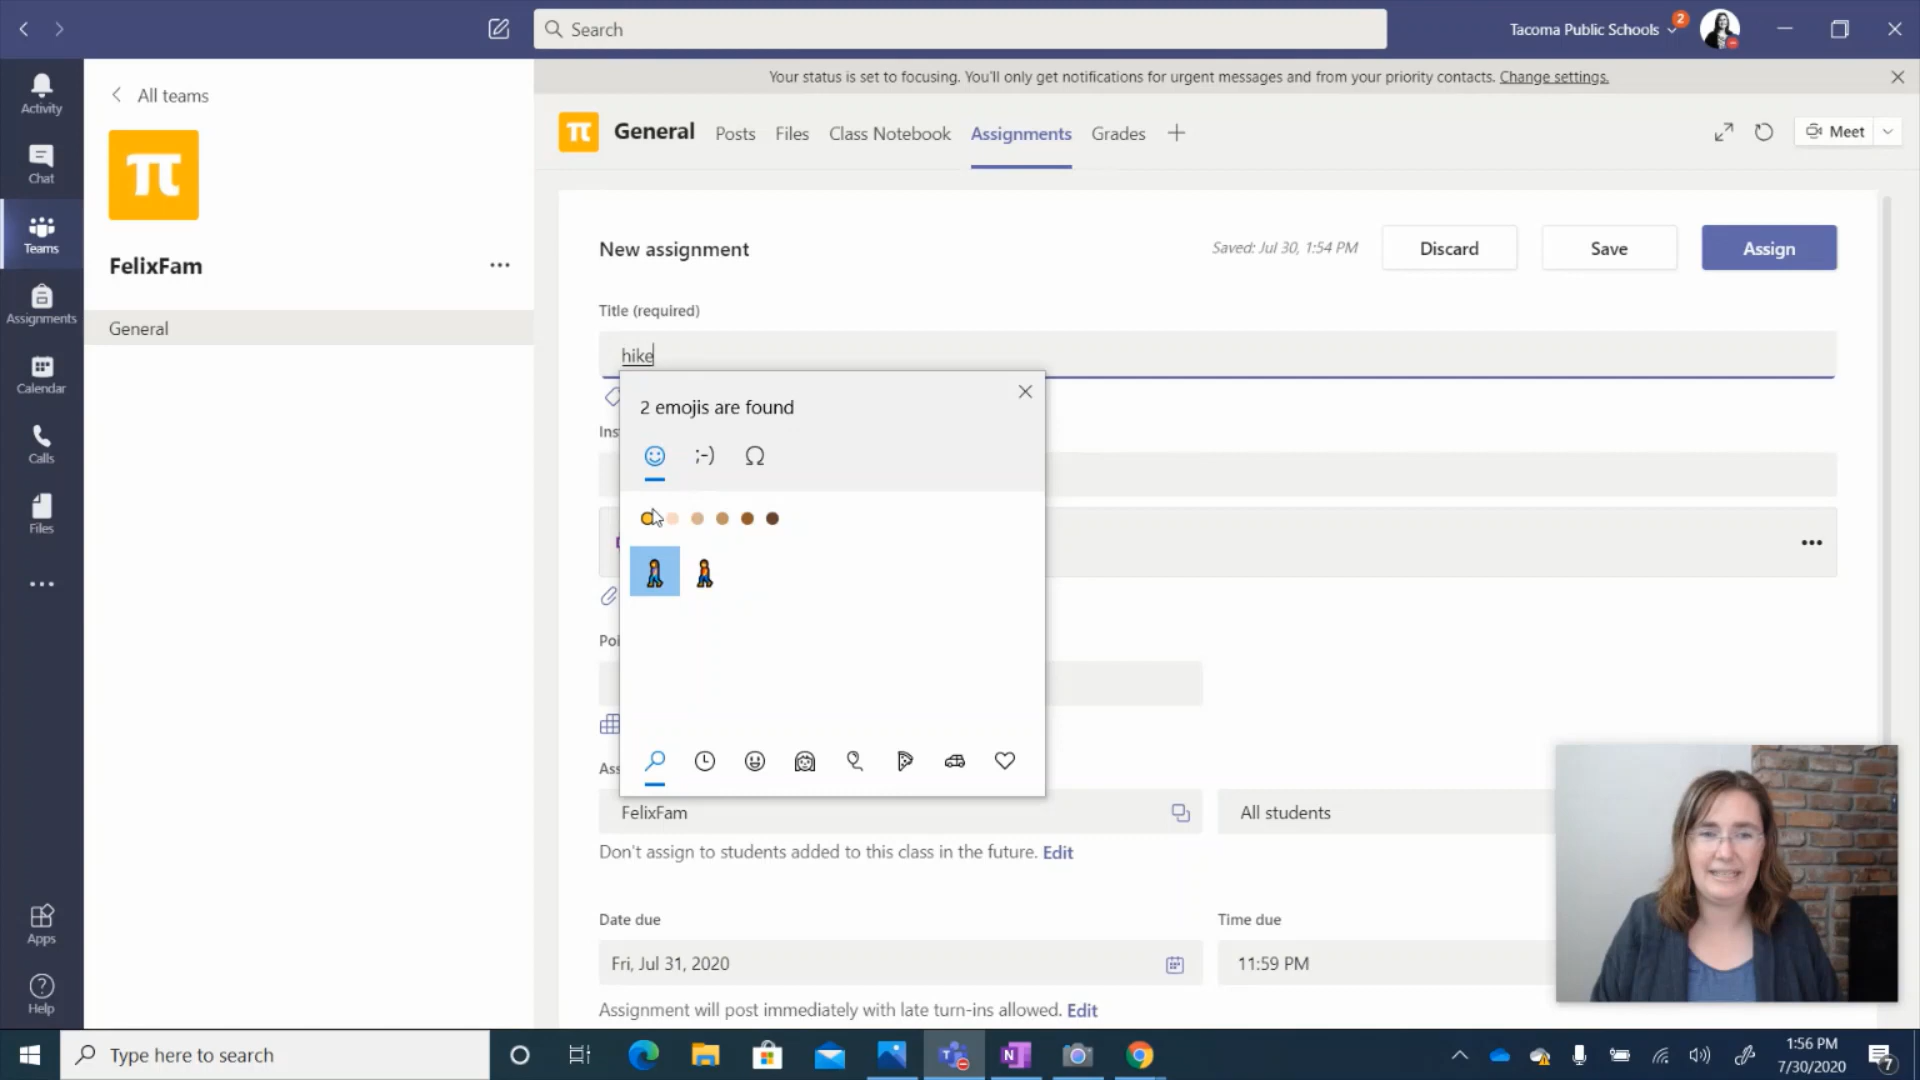 Search
Tacoma Public Schools
2
Your status is set to focusing. You'll only get notifications for urgent messages and from your priority contacts. Change settings.
Activity
Chat
Teams
Assignments
Calendar
Calls
Files
Apps
Help
All teams
π
FelixFam
General
π
General
Posts
Files
Class Notebook
Assignments
Grades
Meet
New assignment
Saved: Jul 30, 1:54 PM
Discard
Save
Assign
Title (required)
hike
2 emojis are found
;-)
Ω
Ins
Poi
Ass
FelixFam
All students
Don't assign to students added to this class in the future. Edit
Date due
Time due
Fri, Jul 31, 2020
11:59 PM
Assignment will post immediately with late turn-ins allowed. Edit
Type here to search
1:56 PM
7/30/2020
7